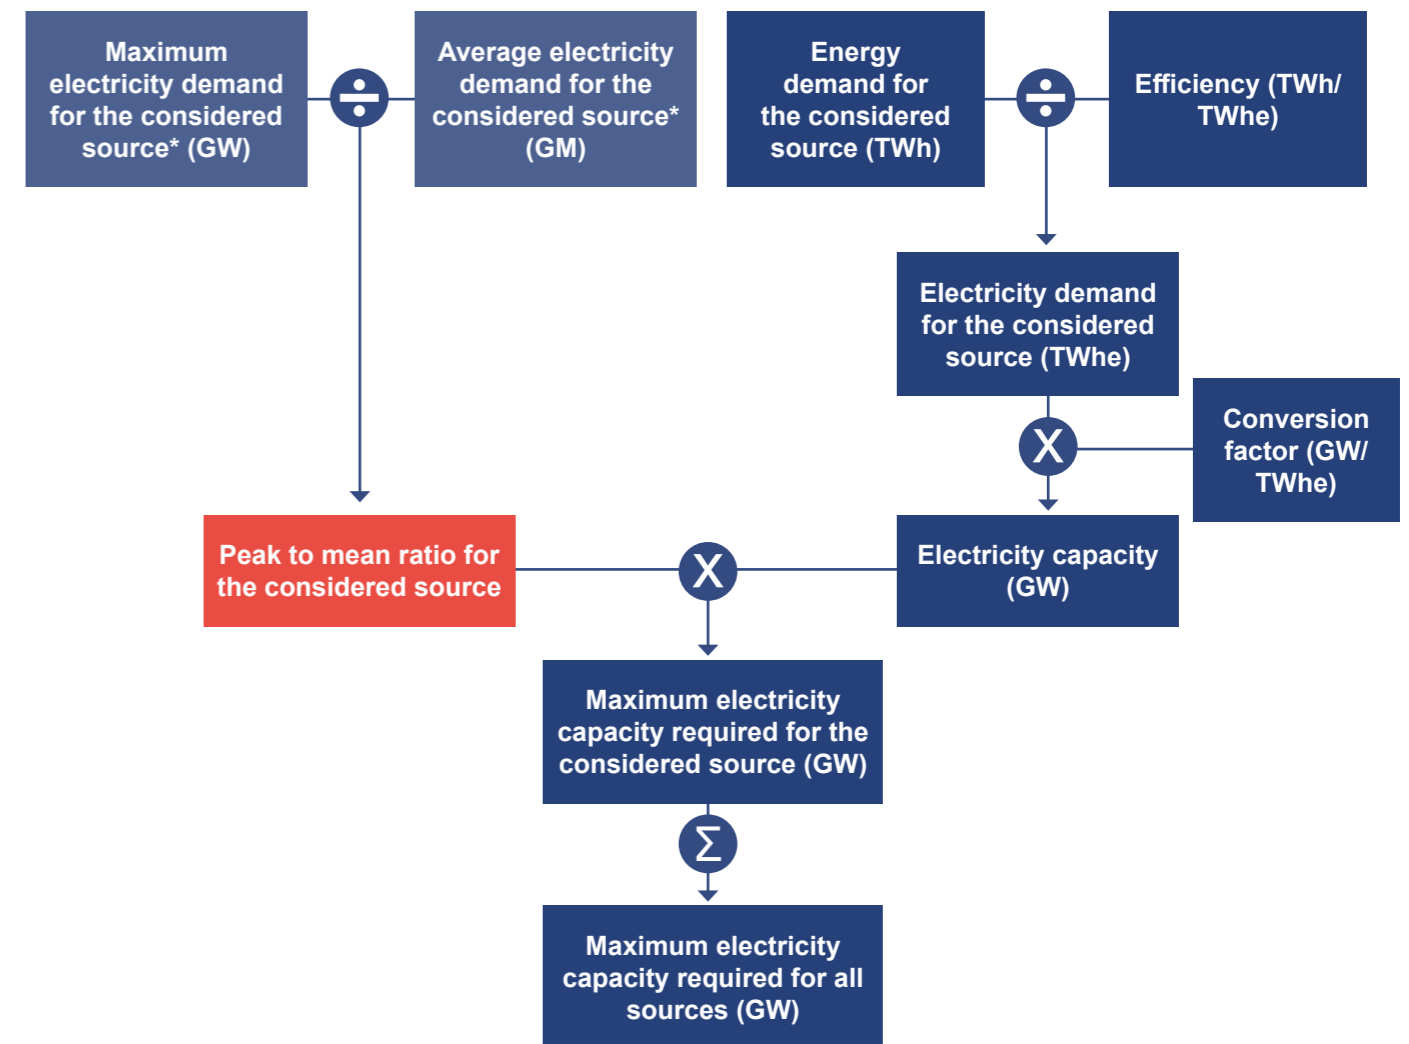 Maximum
electricity demand
for the considered
source* (GW)
÷
Average electricity
demand for the
considered source*
(GM)
Energy
demand for
the considered
source (TWh)
÷
Efficiency (TWh/
TWhe)
Electricity demand
for the considered
source (TWhe)
X
Conversion
factor (GW/
TWhe)
Peak to mean ratio for
the considered source
X
Electricity capacity
(GW)
Maximum electricity
capacity required for the
considered source (GW)
Σ
Maximum electricity
capacity required for all
sources (GW)